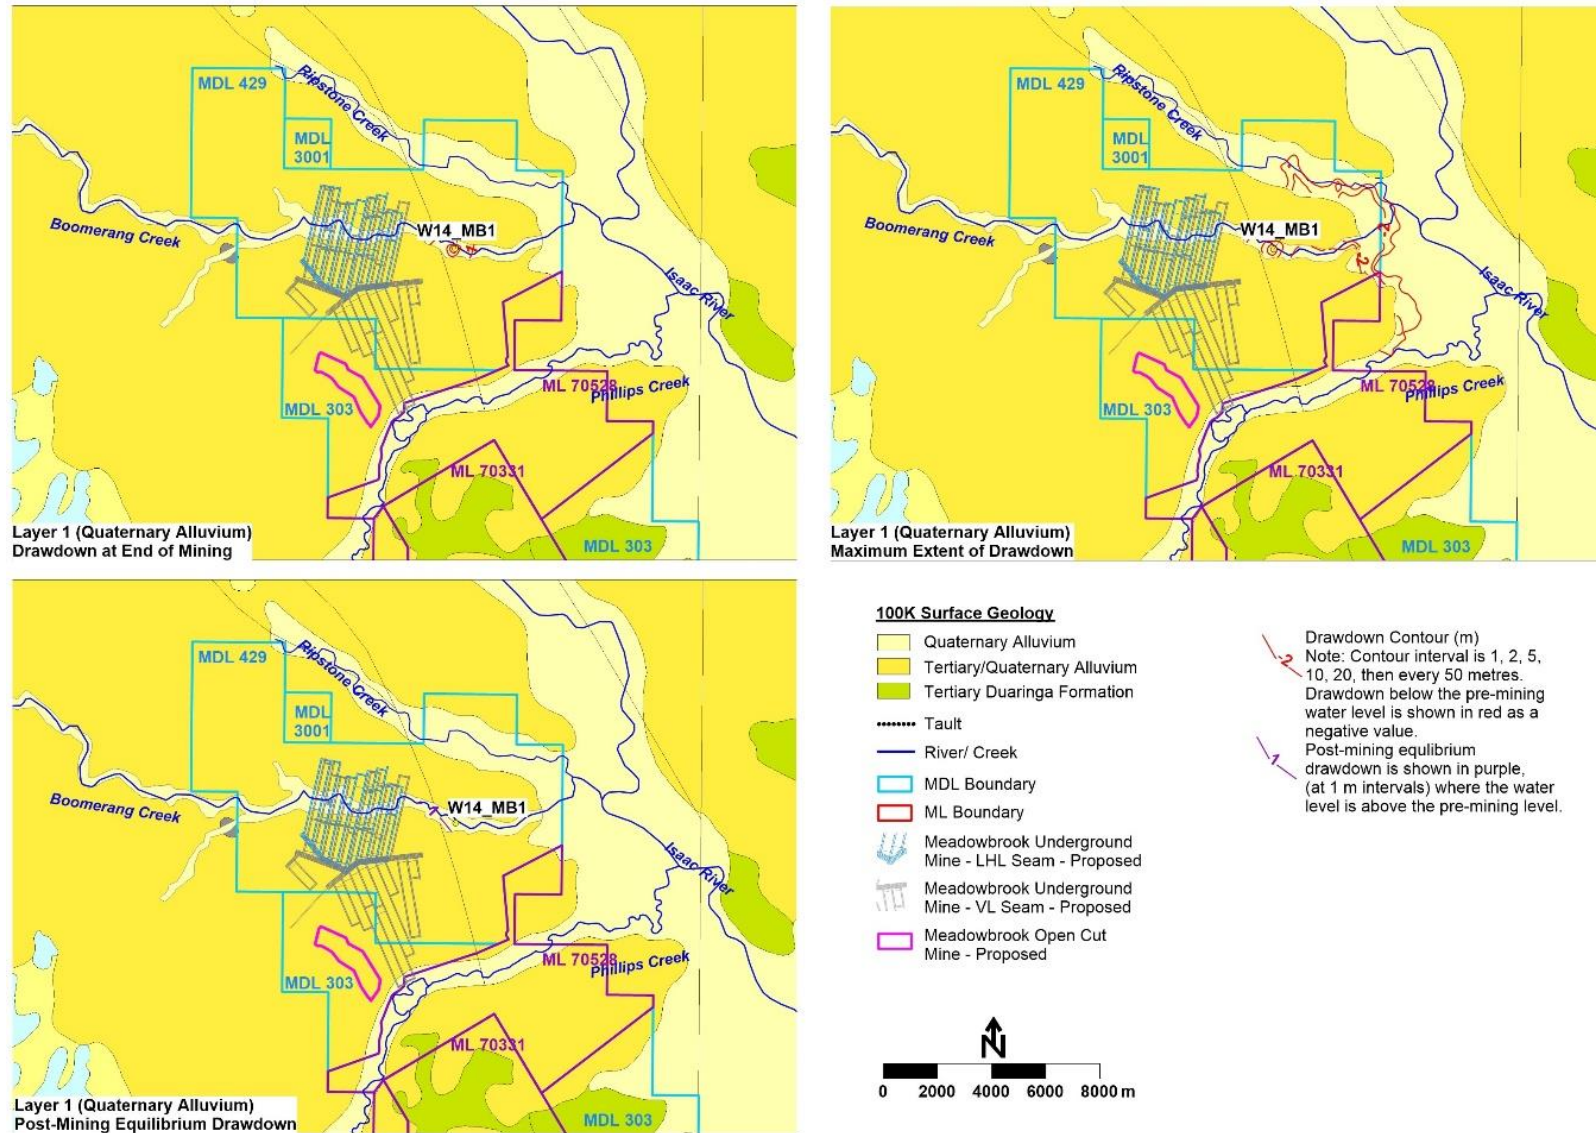 MDL 429
Ripstone Creek
MDL
3001
Boomerang Creek
W14_MB1
Isaac River
ML 70528
Phillips Creek
MDL 303
ML 70331
MDL 303
Layer 1 (Quaternary Alluvium)
Drawdown at End of Mining
MDL 429
Ripstone Creek
MDL
3001
Boomerang Creek
W14_MB1
-2
Isaac River
ML 70528
Phillips Creek
MDL 303
ML 70331
MDL 303
Layer 1 (Quaternary Alluvium)
Maximum Extent of Drawdown
MDL 429
Ripstone Creek
MDL
3001
Boomerang Creek
W14_MB1
Isaac River
ML 70528
Phillips Creek
MDL 303
ML 70331
MDL 303
Layer 1 (Quaternary Alluvium)
Post-Mining Equilibrium Drawdown
100K Surface Geology
Quaternary Alluvium
Tertiary/Quaternary Alluvium
Tertiary Duaringa Formation
Tault
River/ Creek
MDL Boundary
ML Boundary
Meadowbrook Underground
Mine - LHL Seam - Proposed
Meadowbrook Underground
Mine - VL Seam - Proposed
Meadowbrook Open Cut
Mine - Proposed
-2
Drawdown Contour (m)
Note: Contour interval is 1, 2, 5,
10, 20, then every 50 metres.
Drawdown below the pre-mining
water level is shown in red as a
negative value.
1
Post-mining equlibrium
drawdown is shown in purple,
(at 1 m intervals) where the water
level is above the pre-mining level.
N
0 2000 4000 6000 8000 m